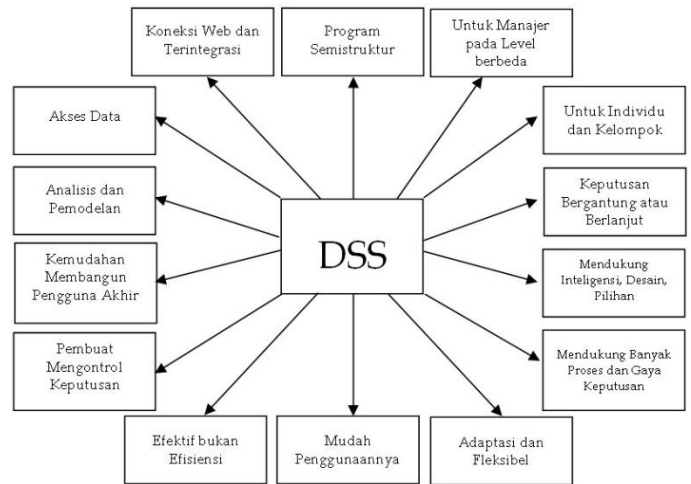 Koneksi Web dan
Terintegrasi
Program
Semistruktur
Untuk Manajer
pada Level
berbeda
Akses Data
Untuk Individu
dan Kelompok
Analisis dan
Pemodelan
Keputusan
Bergantung atau
Berlanjut
DSS
Kemudahan
Membangun
Pengguna Akhir
Mendukung
Inteligensi, Desain,
Pilihan
Pembuat
Mengontrol
Keputusan
Mendukung Banyak
Proses dan Gaya
Keputusan
Efektif bukan
Efisiensi
Mudah
Penggunaannya
Adaptasi dan
Fleksibel